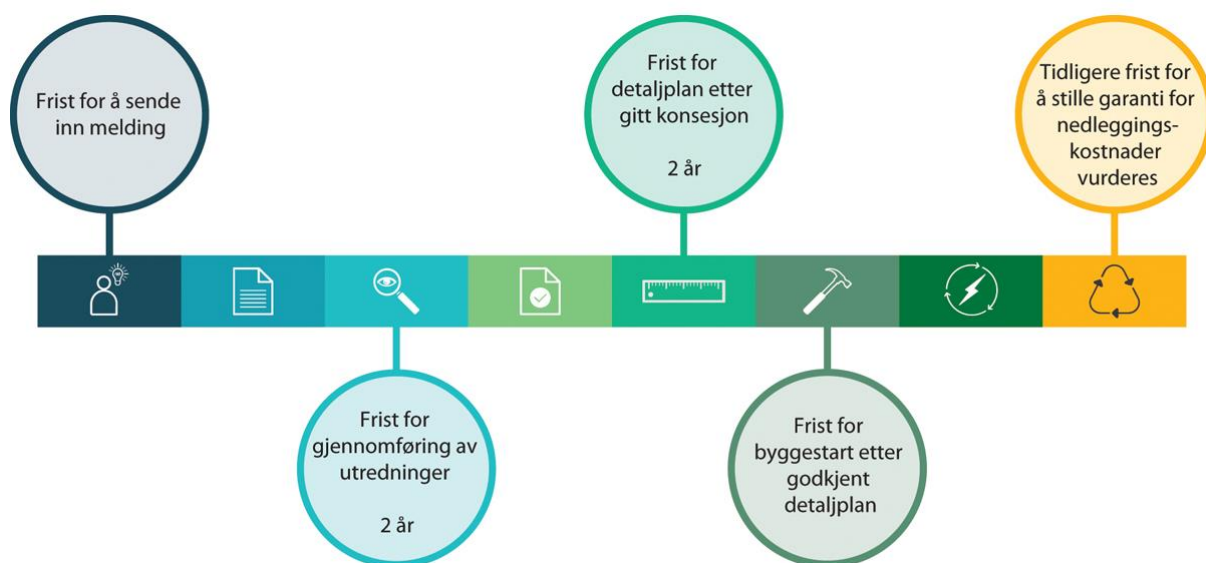 Frist for å sende
inn melding
Frist for
gjennomføring av
utredninger
2 år
Frist for
detaljplan etter
gitt konsesjon
2 år
Frist for
byggestart etter
godkjent
detaljplan
Tidligere frist for
å stille garanti for
nedleggings-
kostnader
vurderes